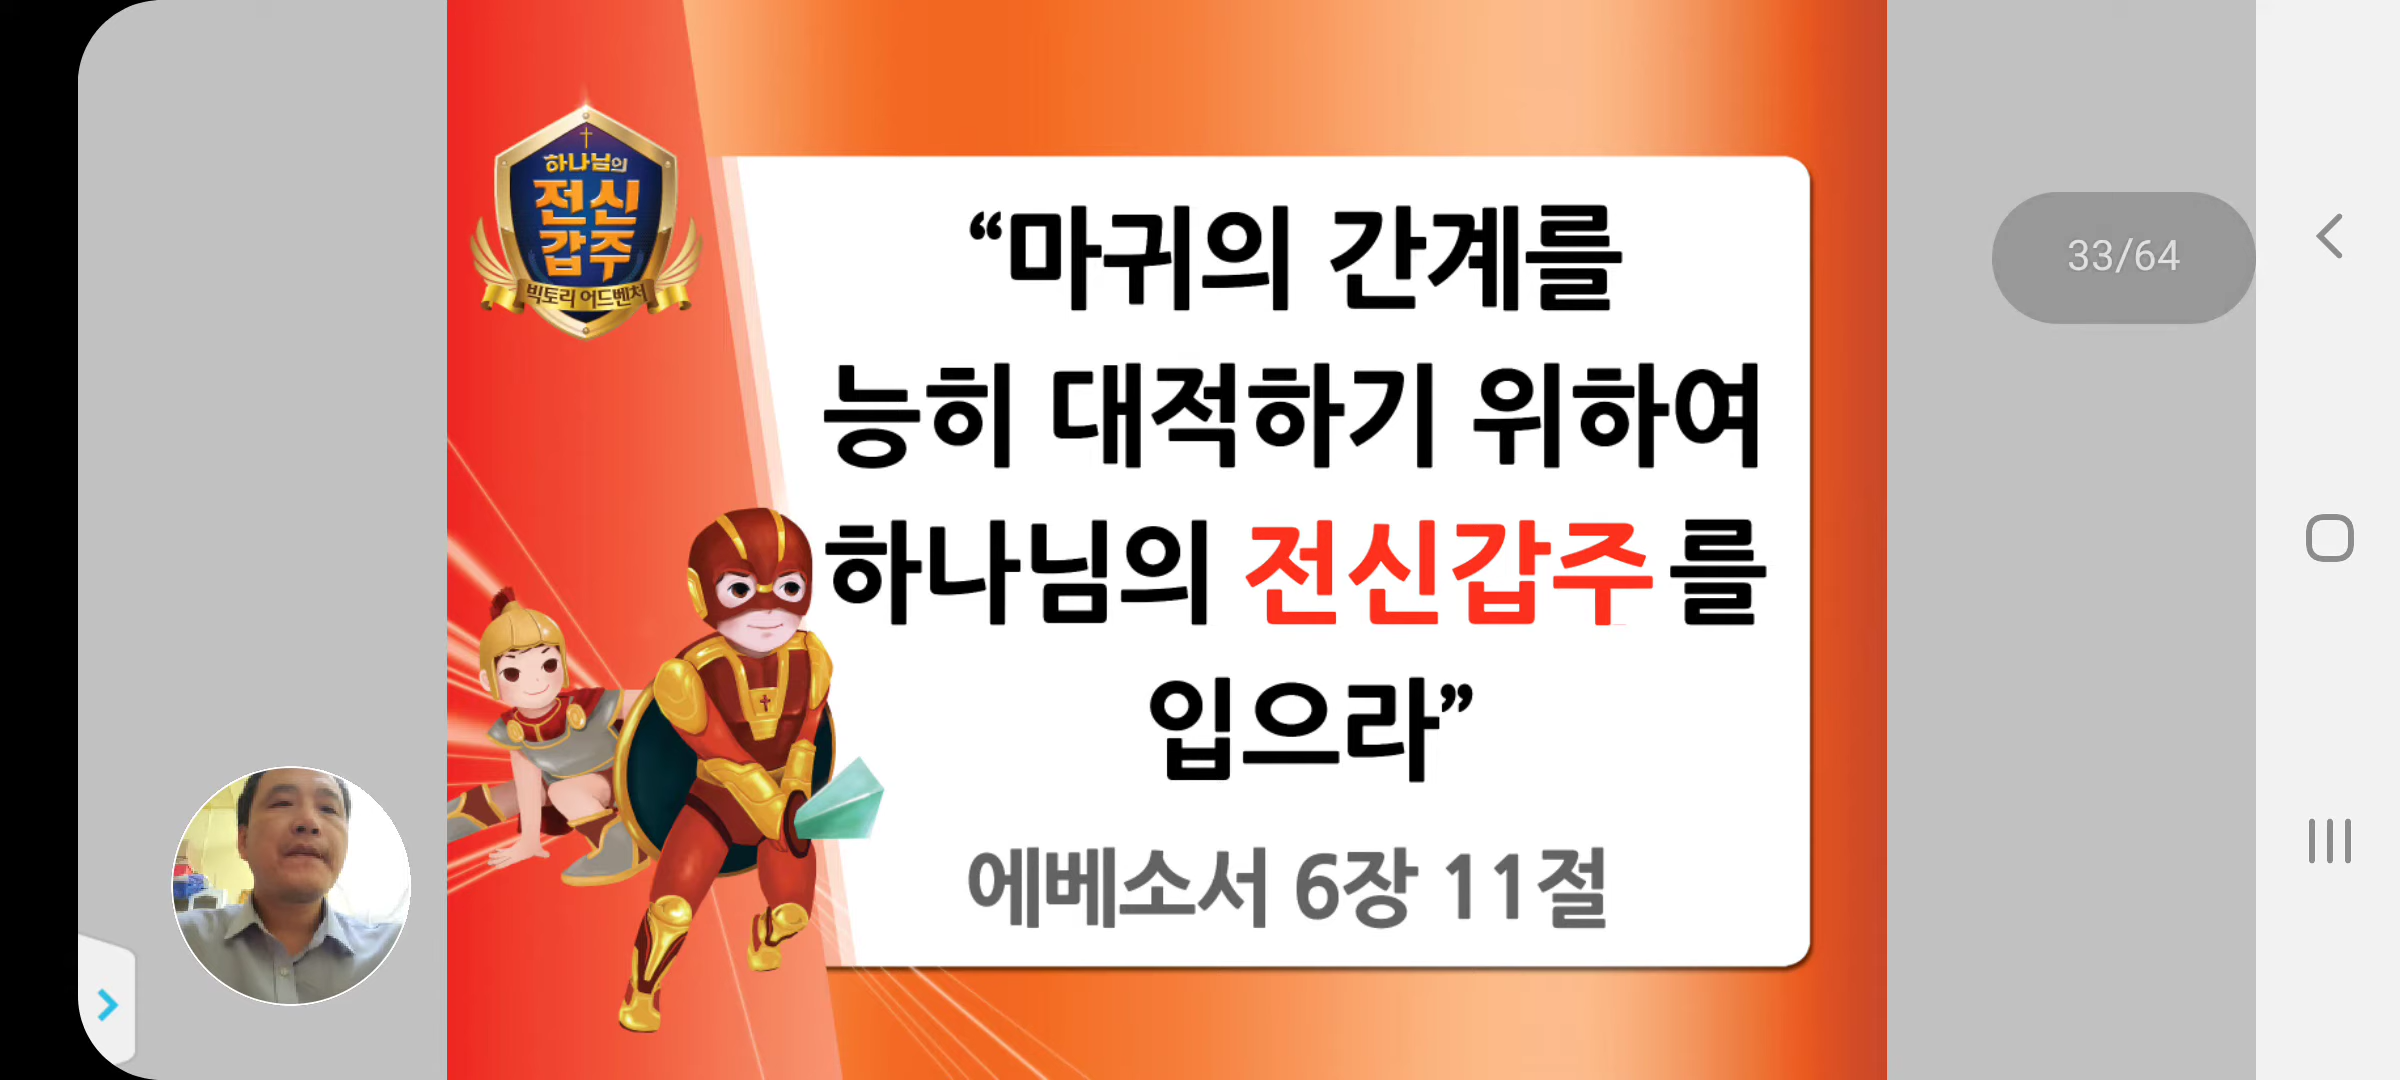 하나님의
전신
갑주
빅토리 어드벤처
“마귀의 간계를
능히 대적하기 위하여
하나님의 전신갑주를
입으라”
에베소서 6장 11절
33/64